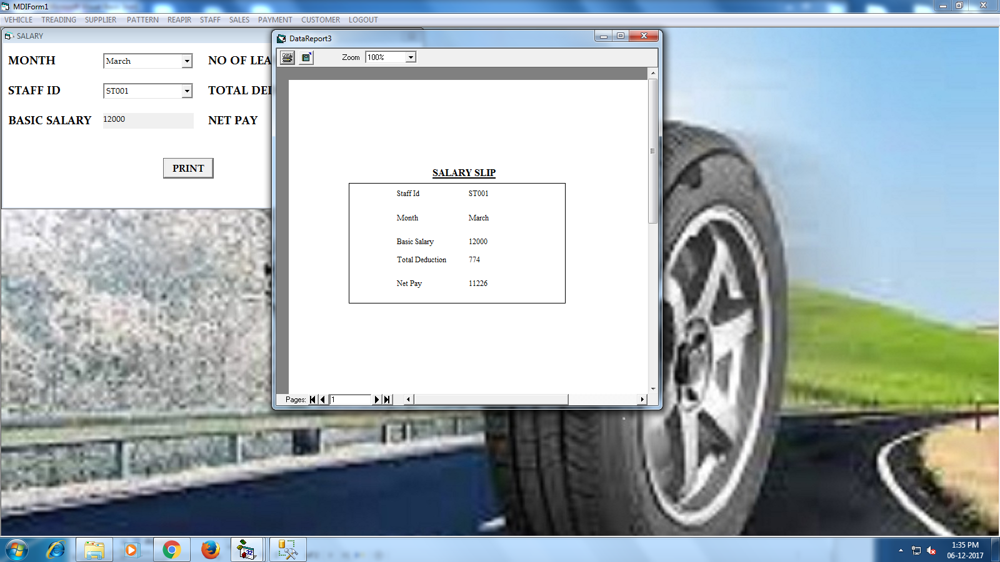 MDIForm1
VEHICLE TREADING SUPPLIER PATTERN REAPIR STAFF SALES PAYMENT CUSTOMER LOGOUT
SALARY
MONTH March NO OF LEA
STAFF ID ST001 TOTAL DE
BASIC SALARY 12000 NET PAY
PRINT
DataReport3
Zoom 100%
SALARY SLIP
Staff Id ST001
Month March
Basic Salary 12000
Total Deduction 774
Net Pay 11226
Pages: 1
1:35 PM
06-12-2017